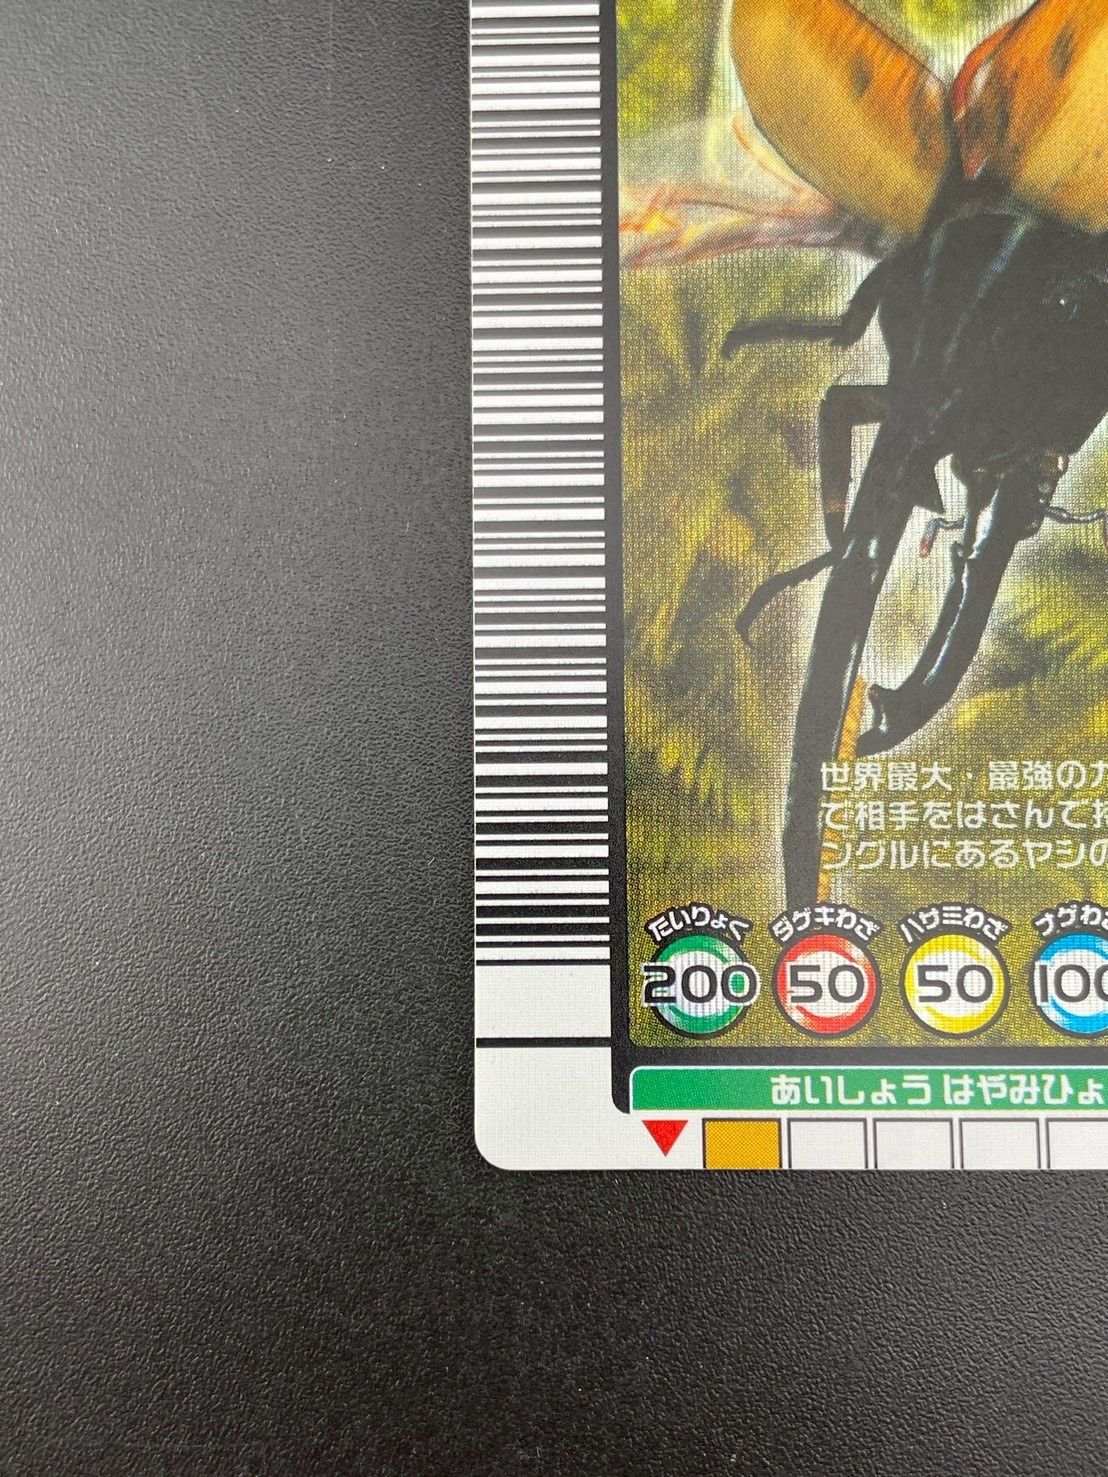 世界最大・最強のカ
で相手をはさんで
ングルにあるヤシの
たいりょく ダゲキわざ ハサミわざ ナゲわざ
200 50 50 100
あいしょう はやみひょ